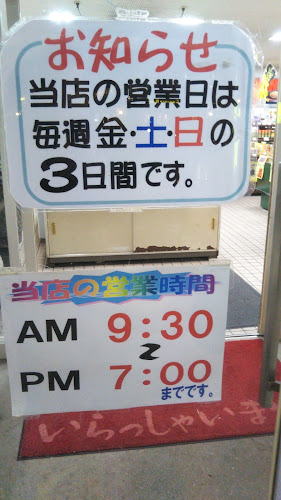 お知らせ
当店の営業日は
毎週金・土・日の
3日間です。
当店の営業時間
AM 9:30
〜
PM 7:00
までです。
いらっしゃいま